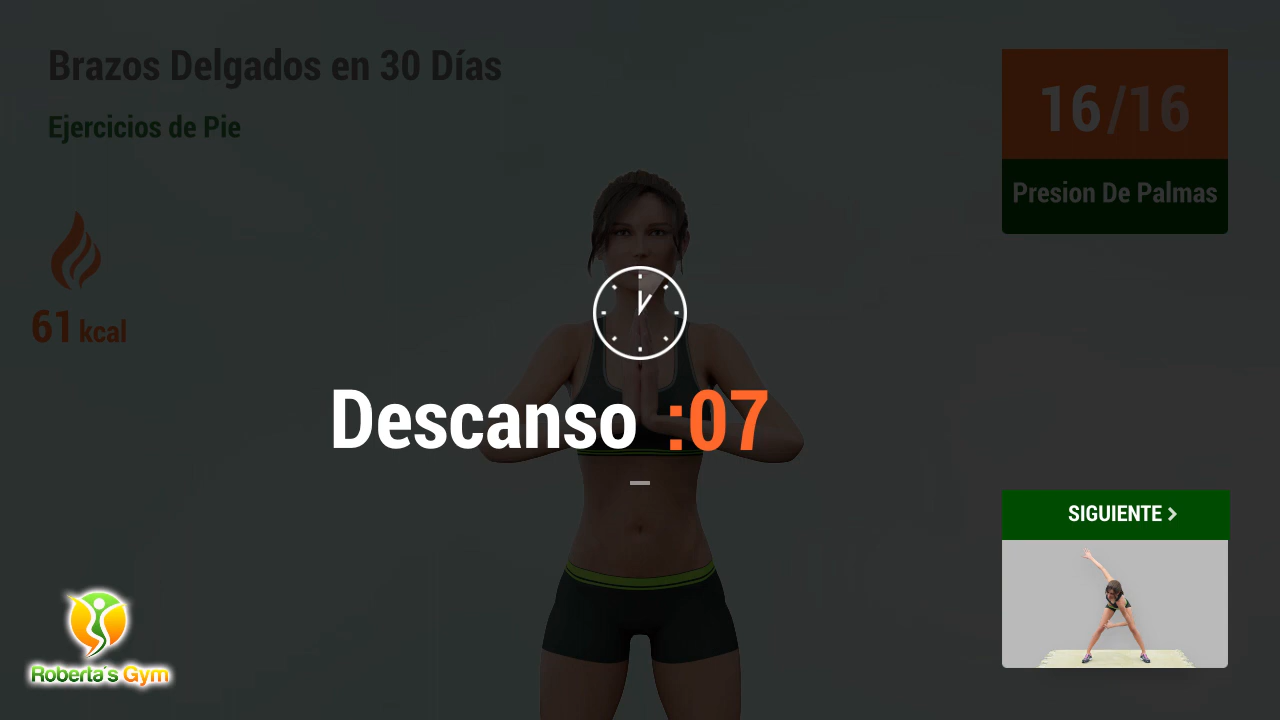 Brazos Delgados en 30 Días
Ejercicios de Pie
16/16
Presion De Palmas
61 kcal
Descanso :07
SIGUIENTE >
Roberta´s Gym